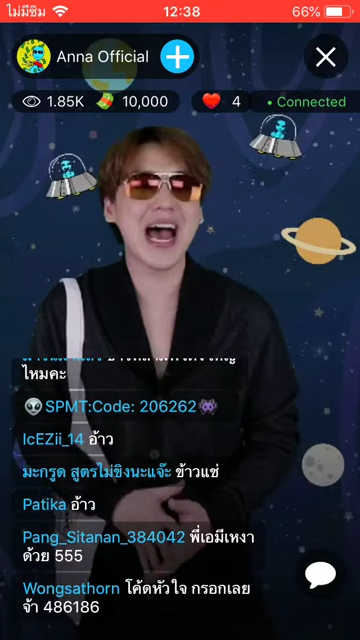 ไม่มีซิม 12:38 66%
Anna Official
1.85K 10,000 4 • Connected
ไหมคะ
👽SPMT:Code: 206262👾
IcEZii_14 อ้าว
มะกรูด สูตรไม่ขิงนะแจ๊ะ ข้าวแช่
Patika อ้าว
Pang_Sitanan_384042 พี่เอมีเหงา
ด้วย 555
Wongsathorn โค้ดหัวใจ กรอกเลย
จ้า 486186